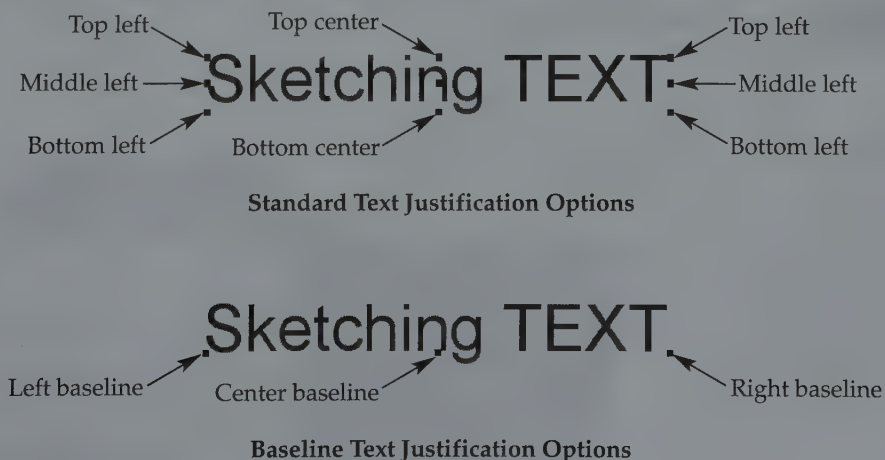 Top left
Top center
Top left
Middle left
Sketching TEXT
Middle left
Bottom left
Bottom center
Bottom left
Standard Text Justification Options
Sketching TEXT
Left baseline
Center baseline
Right baseline
Baseline Text Justification Options